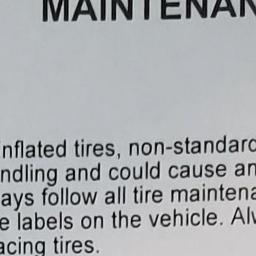 MAINTENAN
nflated tires, non-standard
ndling and could cause an
ays follow all tire maintena
e labels on the vehicle. Alw
acing tires.